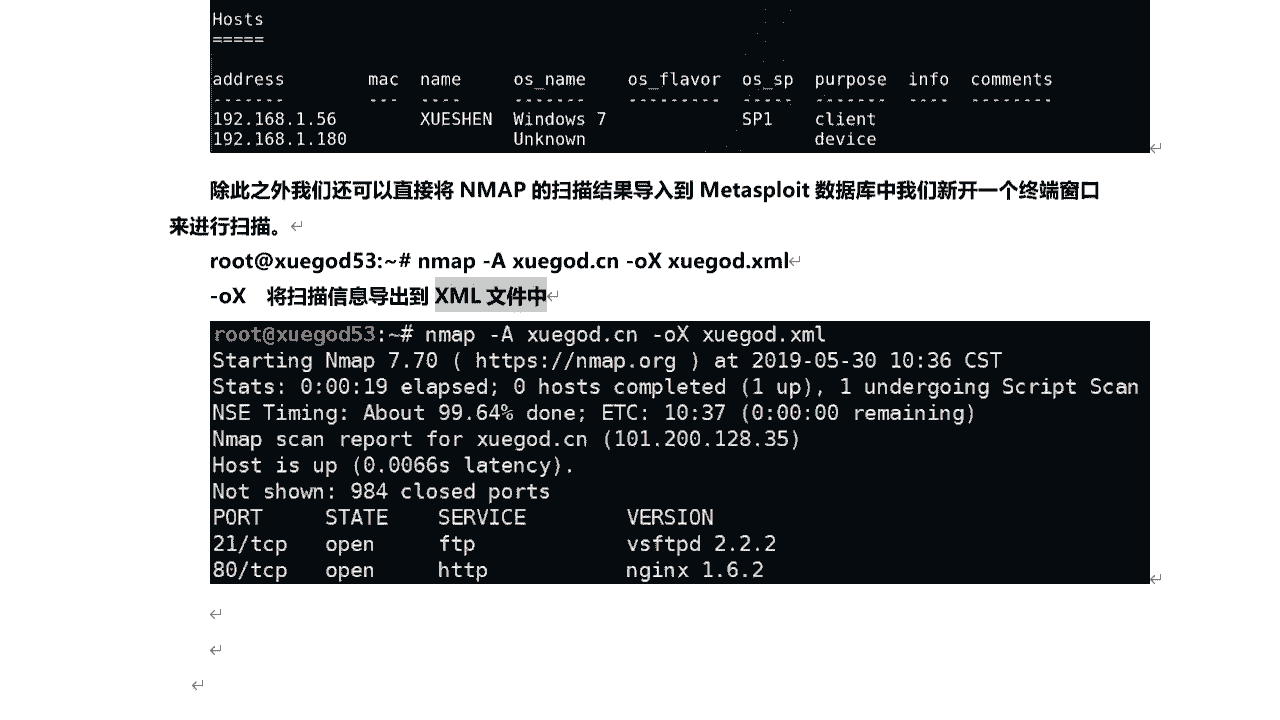 Hosts
=====
address mac name os_name os_flavor os_sp purpose info comments
------- --- ---- ------- --------- ----- ------- ---- --------
192.168.1.56 XUESHEN Windows 7 SP1 client
192.168.1.180 Unknown device
除此之外我们还可以直接将 NMAP 的扫描结果导入到 Metasploit 数据库中我们新开一个终端窗口
来进行扫描。
root@xuegod53:~# nmap -A xuegod.cn -oX xuegod.xml
-oX 将扫描信息导出到 XML 文件中
root@xuegod53:~# nmap -A xuegod.cn -oX xuegod.xml
Starting Nmap 7.70 ( https://nmap.org ) at 2019-05-30 10:36 CST
Stats: 0:00:19 elapsed; 0 hosts completed (1 up), 1 undergoing Script Scan
NSE Timing: About 99.64% done; ETC: 10:37 (0:00:00 remaining)
Nmap scan report for xuegod.cn (101.200.128.35)
Host is up (0.0066s latency).
Not shown: 984 closed ports
PORT STATE SERVICE VERSION
21/tcp open ftp vsftpd 2.2.2
80/tcp open http nginx 1.6.2